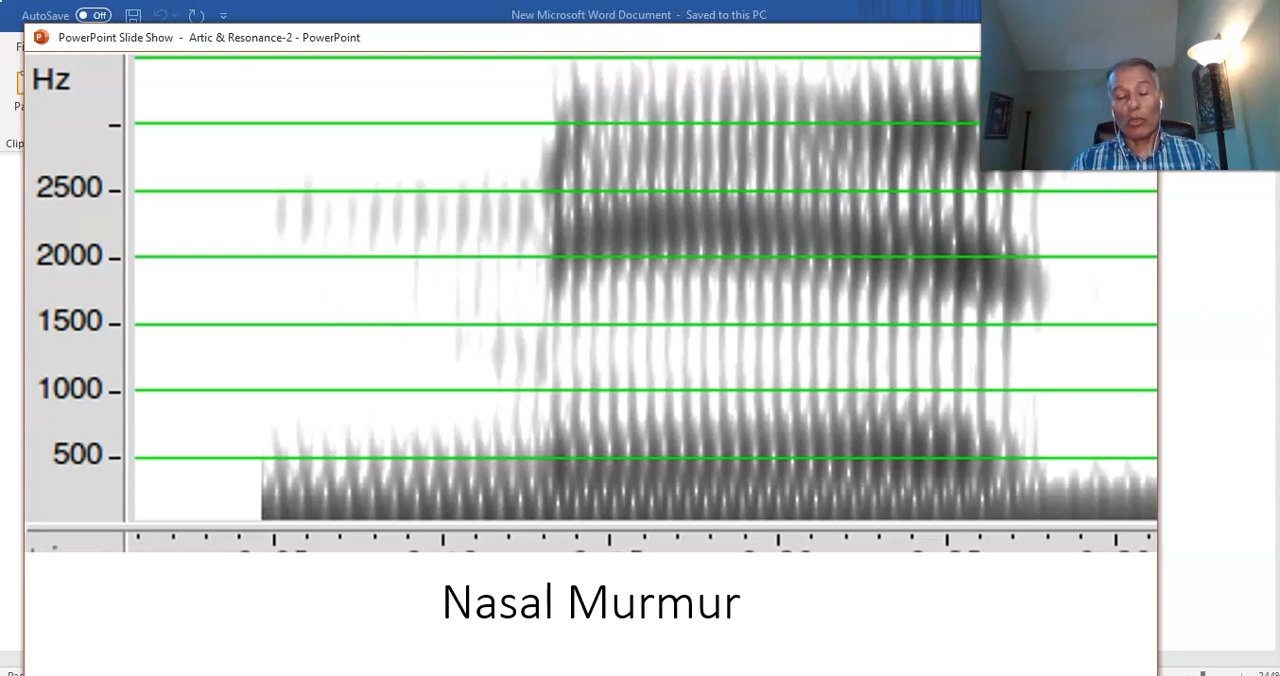 AutoSave Off New Microsoft Word Document - Saved to this PC
PowerPoint Slide Show - Artic & Resonance-2 - PowerPoint
Hz
2500
2000
1500
1000
500
Nasal Murmur